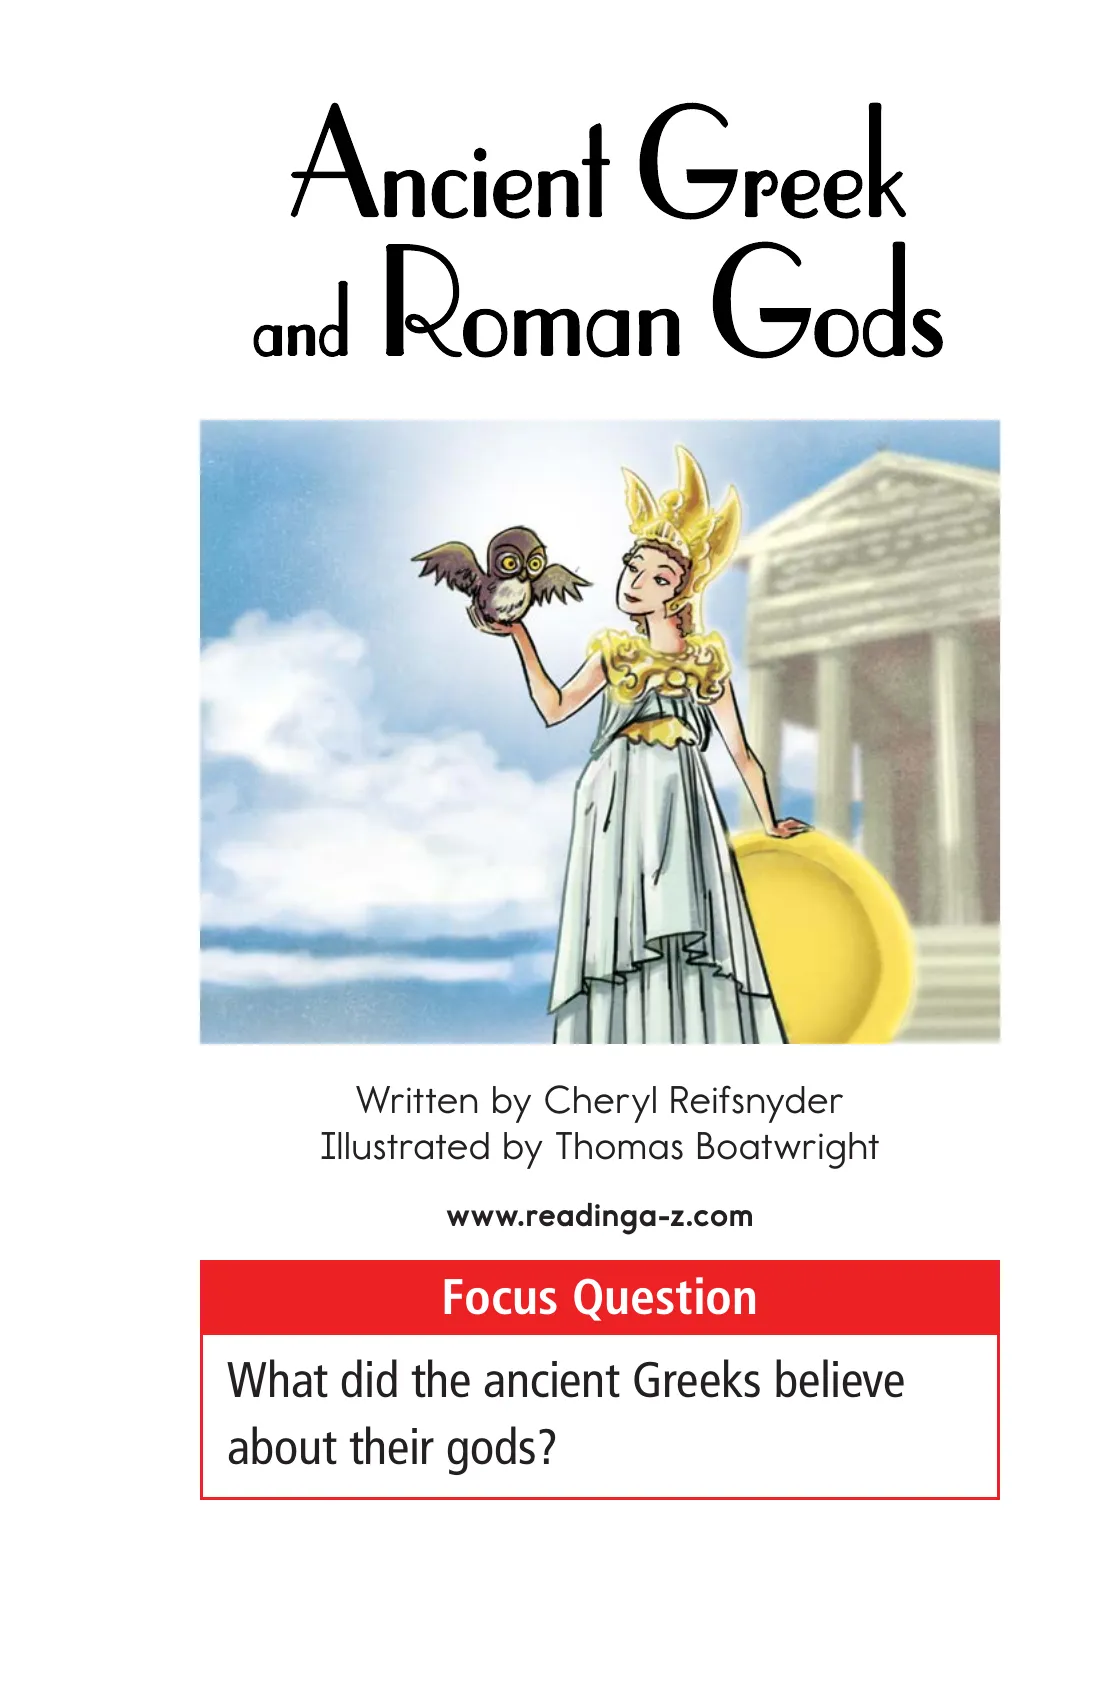 Ancient Greek
and Roman Gods
Written by Cheryl Reifsnyder
Illustrated by Thomas Boatwright
www.readinga-z.com
Focus Question
What did the ancient Greeks believe
about their gods?